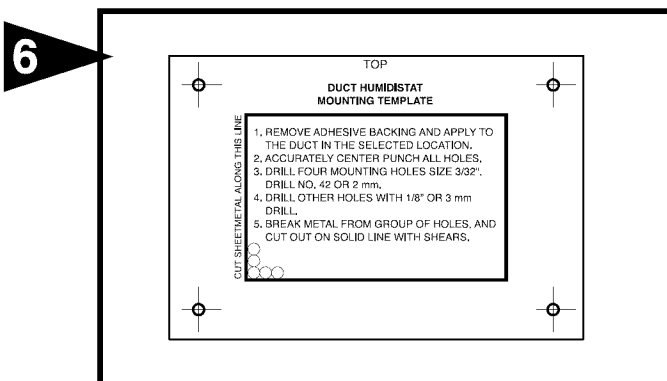 6
TOP
DUCT HUMIDISTAT
MOUNTING TEMPLATE
CUT SHEETMETAL ALONG THIS LINE
1. REMOVE ADHESIVE BACKING AND APPLY TO
THE DUCT IN THE SELECTED LOCATION.
2. ACCURATELY CENTER PUNCH ALL HOLES.
3. DRILL FOUR MOUNTING HOLES SIZE 3/32".
DRILL NO. 42 OR 2 mm.
4. DRILL OTHER HOLES WITH 1/8" OR 3 mm
DRILL.
5. BREAK METAL FROM GROUP OF HOLES, AND
CUT OUT ON SOLID LINE WITH SHEARS.